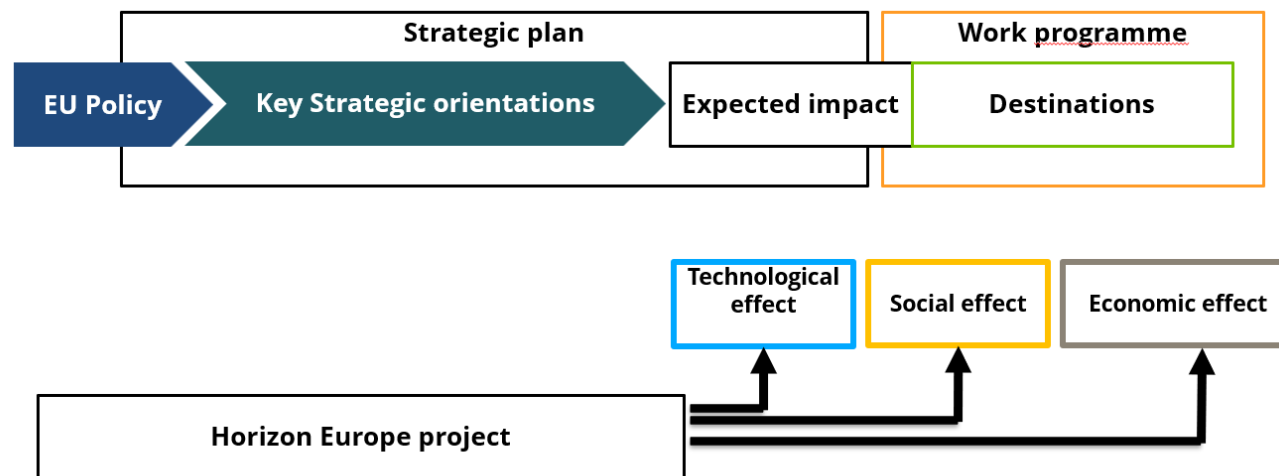 Strategic plan
Work programme
EU Policy
Key Strategic orientations
Expected impact
Destinations
Technological
effect
Social effect
Economic effect
Horizon Europe project